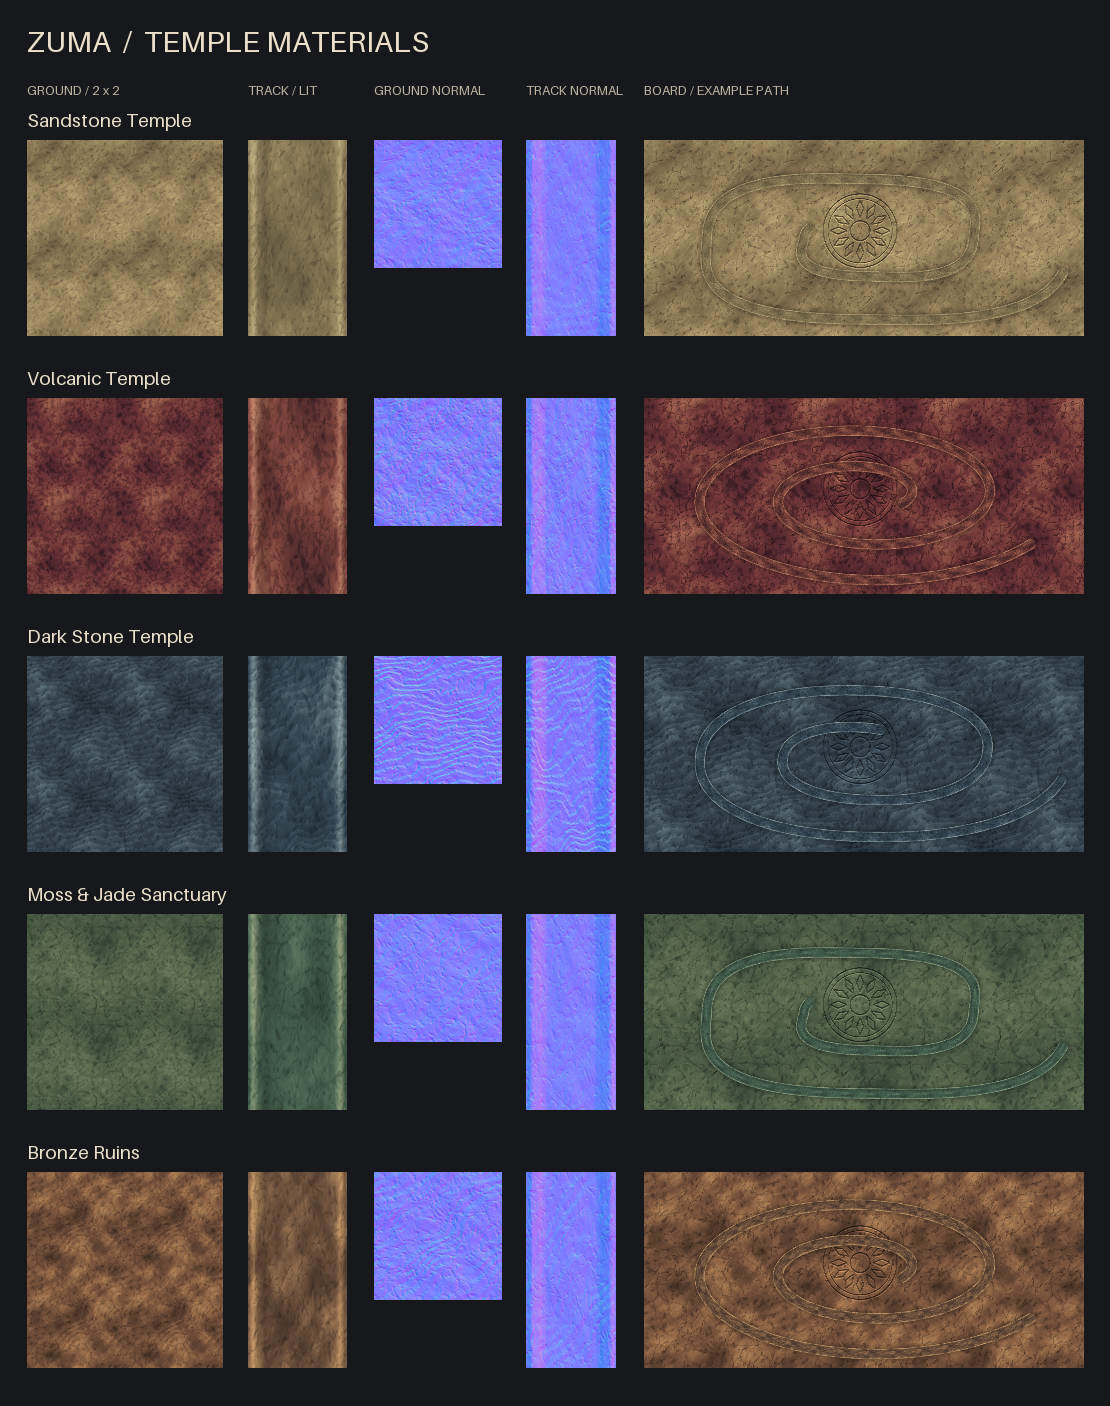 ZUMA / TEMPLE MATERIALS
GROUND / 2 x 2 TRACK / LIT GROUND NORMAL TRACK NORMAL BOARD / EXAMPLE PATH
Sandstone Temple
Volcanic Temple
Dark Stone Temple
Moss & Jade Sanctuary
Bronze Ruins